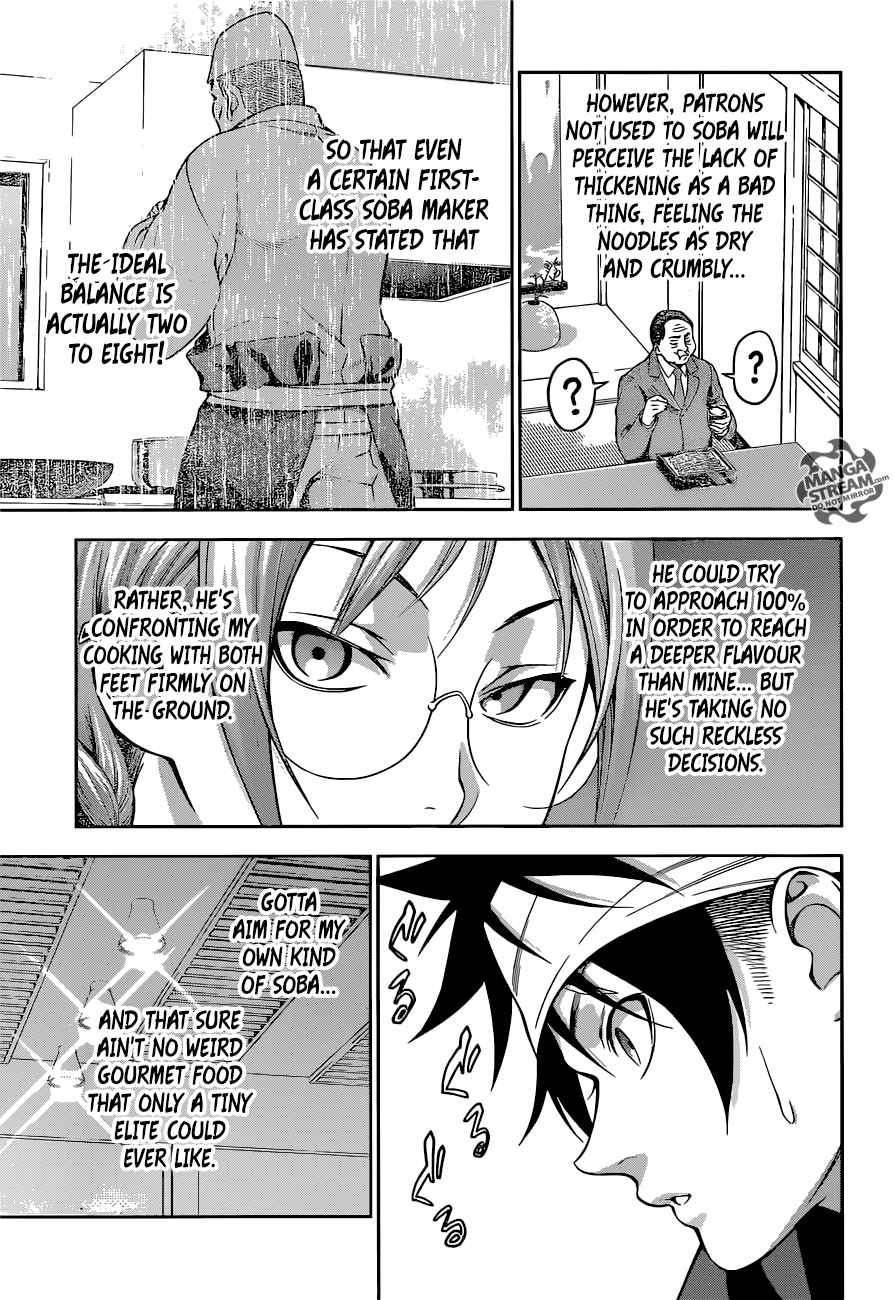 HOWEVER, PATRONS
NOT USED TO SOBA WILL
PERCEIVE THE LACK OF
THICKENING AS A BAD
THING, FEELING THE
NOODLES AS DRY
AND CRUMBLY...
?
?
MANGA
STREAM.com
DO NOT MIRROR
SO THAT EVEN
A CERTAIN FIRST-
CLASS SOBA MAKER
HAS STATED THAT
THE IDEAL
BALANCE IS
ACTUALLY TWO
TO EIGHT!
HE COULD TRY
TO APPROACH 100%
IN ORDER TO REACH
A DEEPER FLAVOUR
THAN MINE... BUT
HE'S TAKING NO
SUCH RECKLESS
DECISIONS.
RATHER, HE'S
CONFRONTING MY
COOKING WITH BOTH
FEET FIRMLY ON
THE GROUND.
GOTTA
AIM FOR MY
OWN KIND
OF SOBA...
AND THAT SURE
AIN'T NO WEIRD
GOURMET FOOD
THAT ONLY A TINY
ELITE COULD
EVER LIKE.